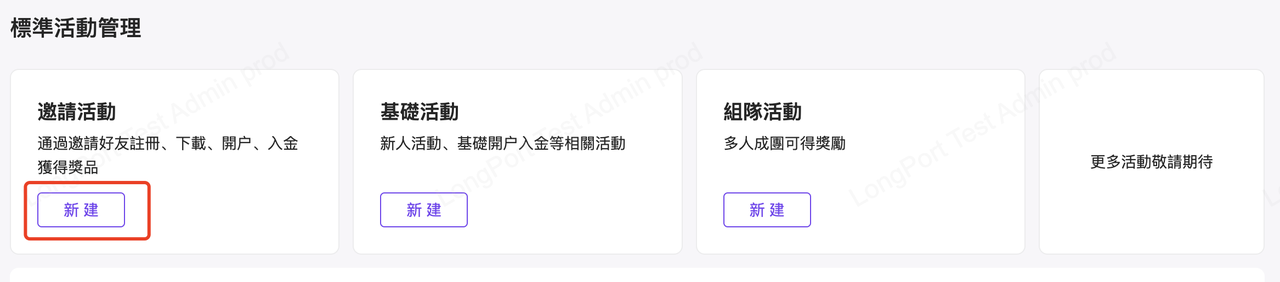 標準活動管理
邀請活動
通過邀請好友註冊、下載、開户、入金
獲得獎品
新 建
基礎活動
新人活動、基礎開户入金等相關活動
新 建
組隊活動
多人成團可得獎勵
新 建
更多活動敬請期待
LongPort Test Admin prod
LongPort Test Admin prod
LongPort Test Admin prod